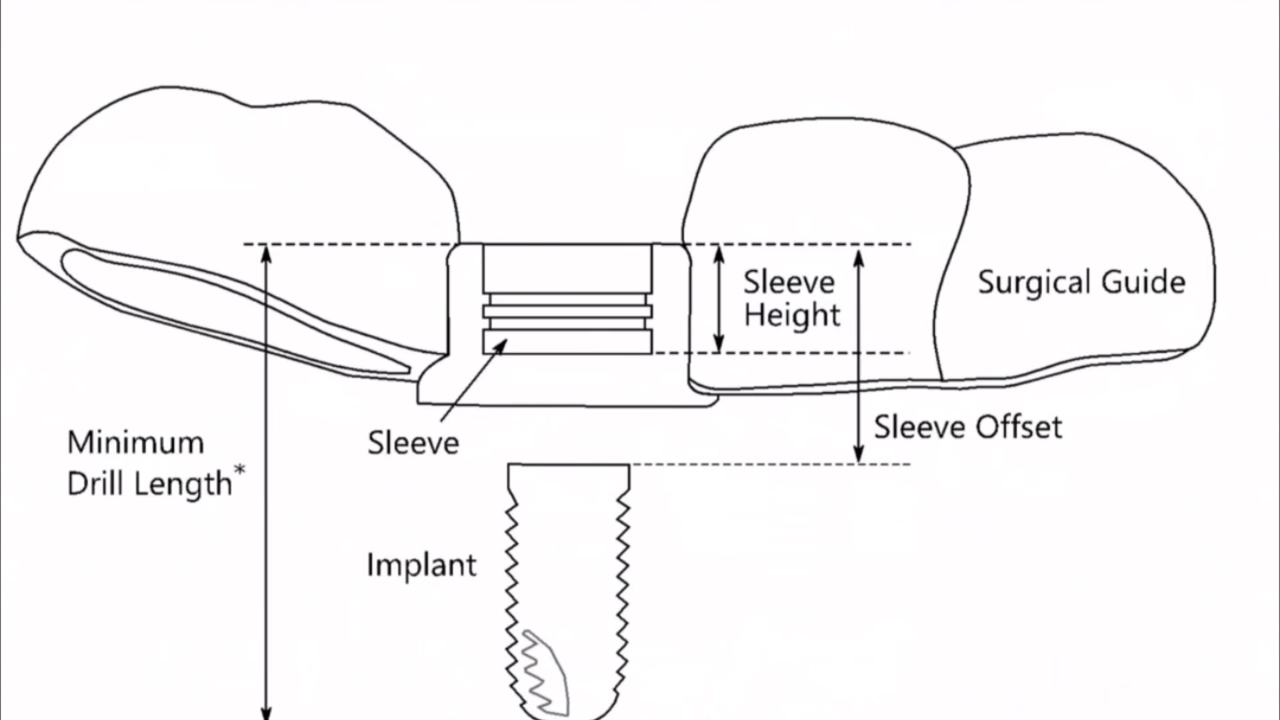 Sleeve
Height
Surgical Guide
Minimum
Drill Length*
Sleeve
Sleeve Offset
Implant